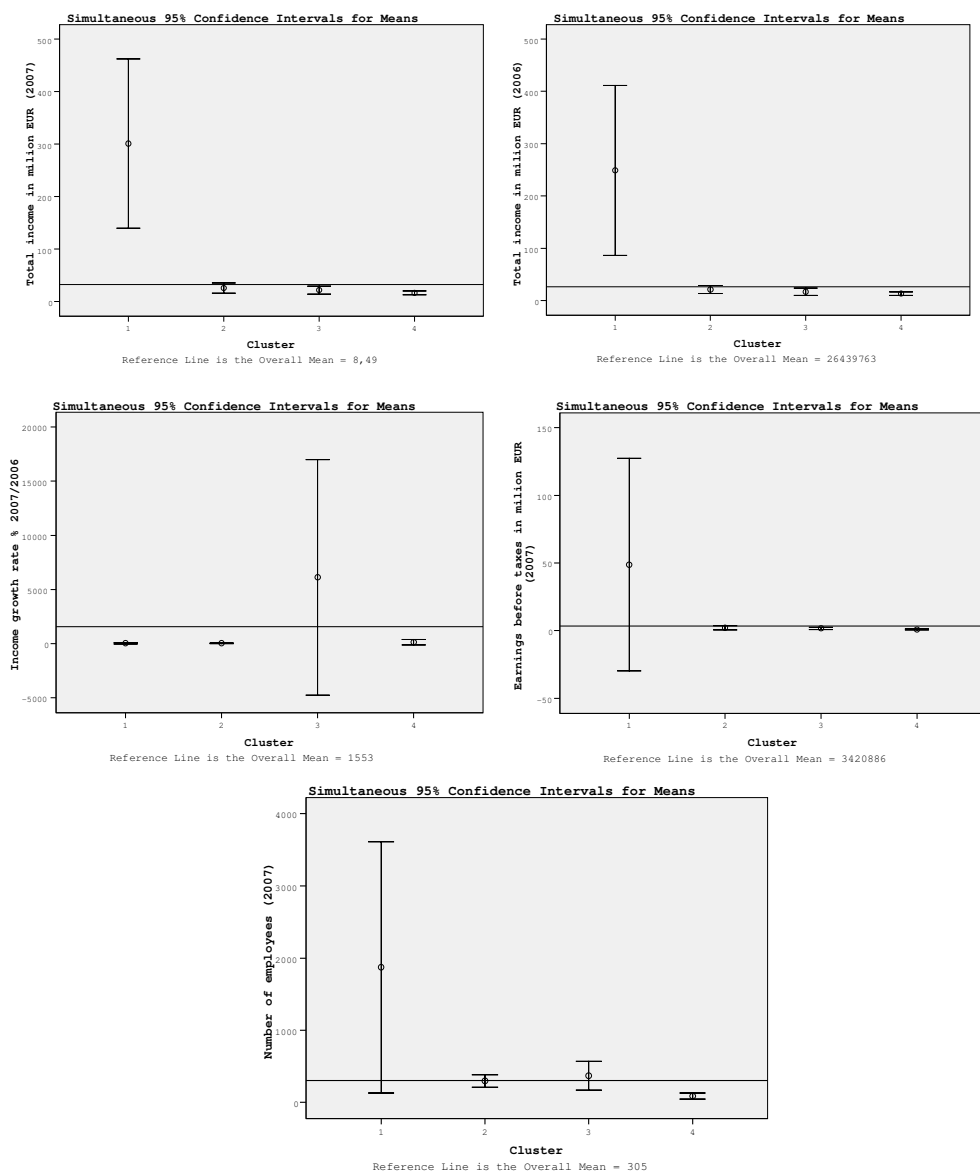 Simultaneous 95% Confidence Intervals for Means
Total income in milion EUR (2007)
500
400
300
200
100
0
1 2 3 4
Cluster
Reference Line is the Overall Mean = 8,49
Simultaneous 95% Confidence Intervals for Means
Total income in milion EUR (2006)
500
400
300
200
100
0
1 2 3 4
Cluster
Reference Line is the Overall Mean = 26439763
Simultaneous 95% Confidence Intervals for Means
Income growth rate % 2007/2006
20000
15000
10000
5000
0
-5000
1 2 3 4
Cluster
Reference Line is the Overall Mean = 1553
Simultaneous 95% Confidence Intervals for Means
Earnings before taxes in milion EUR
(2007)
150
100
50
0
-50
1 2 3 4
Cluster
Reference Line is the Overall Mean = 3420886
Simultaneous 95% Confidence Intervals for Means
Number of employees (2007)
4000
3000
2000
1000
0
1 2 3 4
Cluster
Reference Line is the Overall Mean = 305